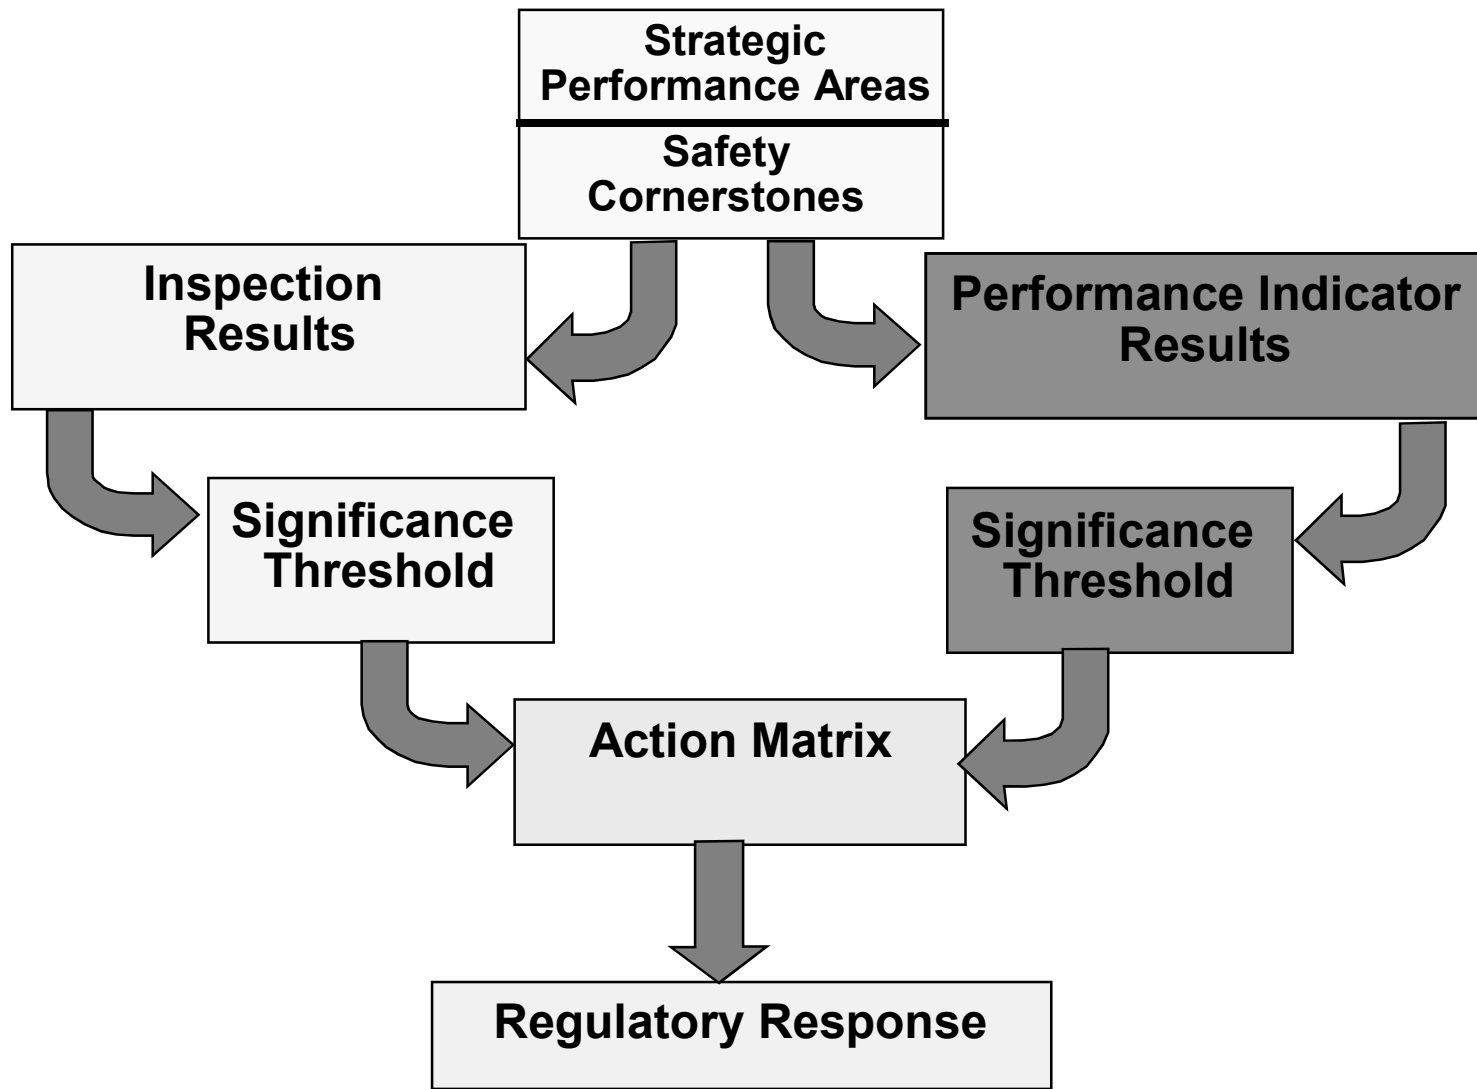 Strategic
Performance Areas
Safety
Cornerstones
Inspection
Results
Performance Indicator
Results
Significance
Threshold
Significance
Threshold
Action Matrix
Regulatory Response